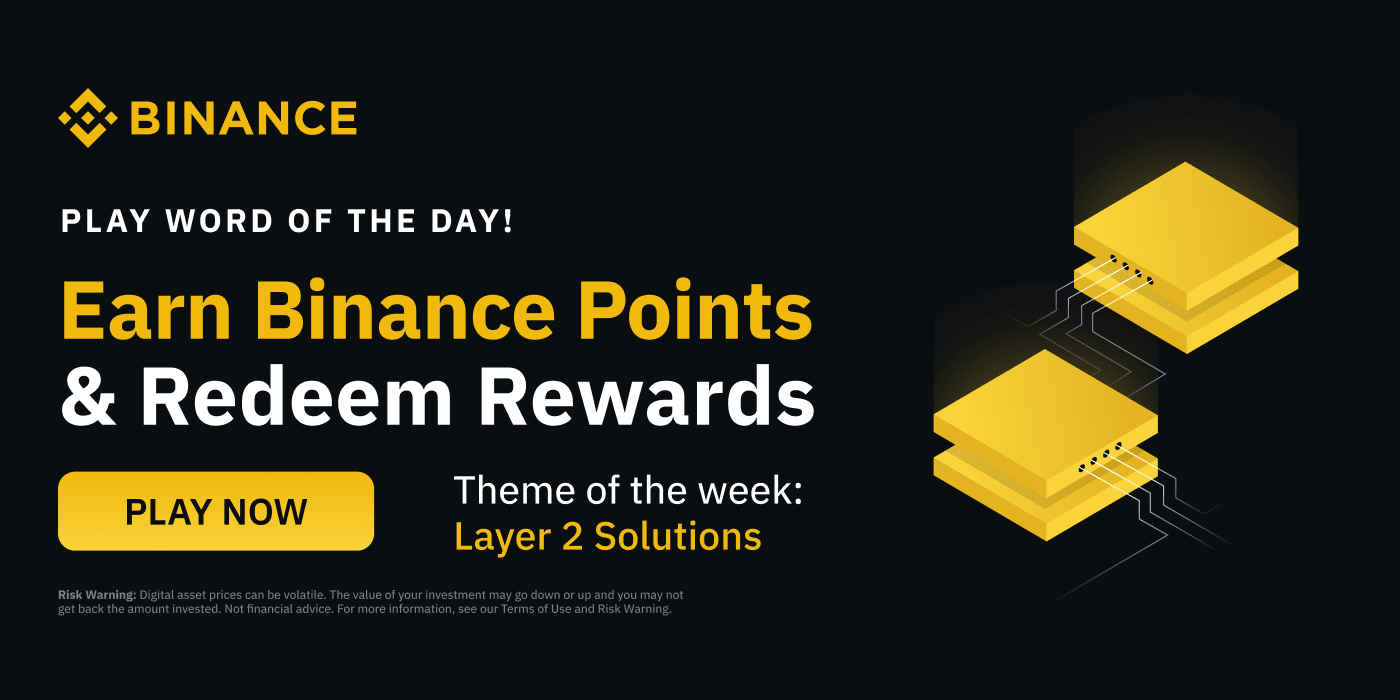 BINANCE
PLAY WORD OF THE DAY!
Earn Binance Points
& Redeem Rewards
PLAY NOW
Theme of the week:
Layer 2 Solutions
Risk Warning: Digital asset prices can be volatile. The value of your investment may go down or up and you may not
get back the amount invested. Not financial advice. For more information, see our Terms of Use and Risk Warning.